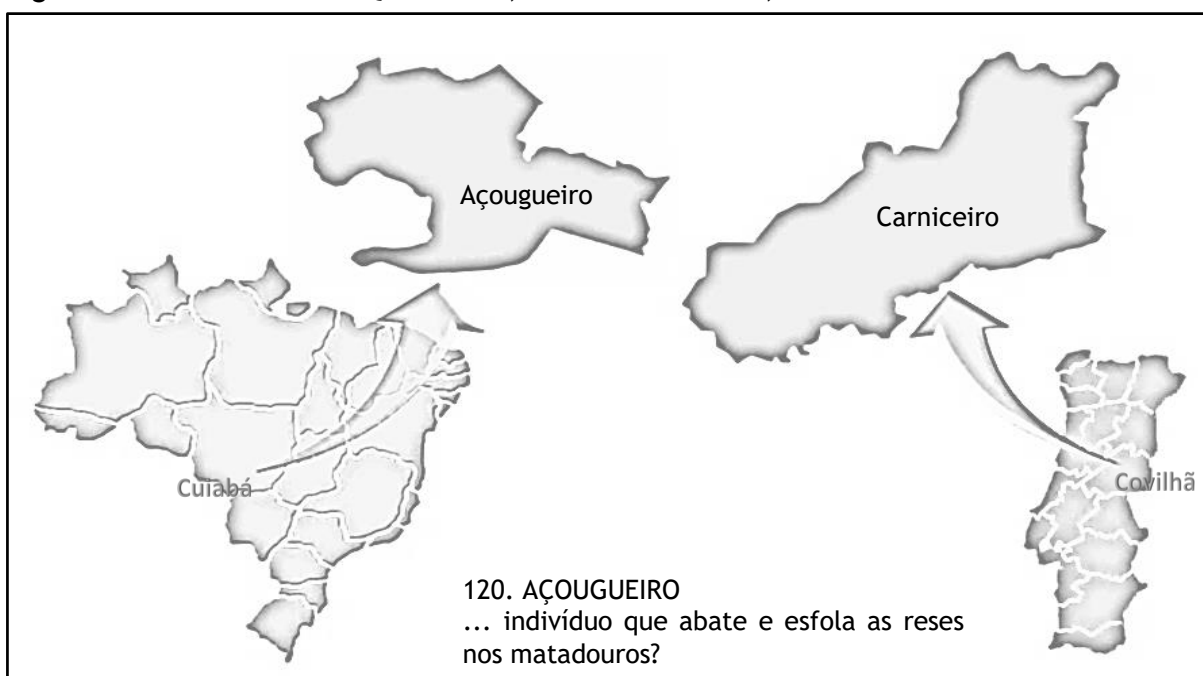 Açougueiro
Carniceiro
Cuiabá
Covilhã
120. AÇOUGUEIRO
... indivíduo que abate e esfola as reses
nos matadouros?